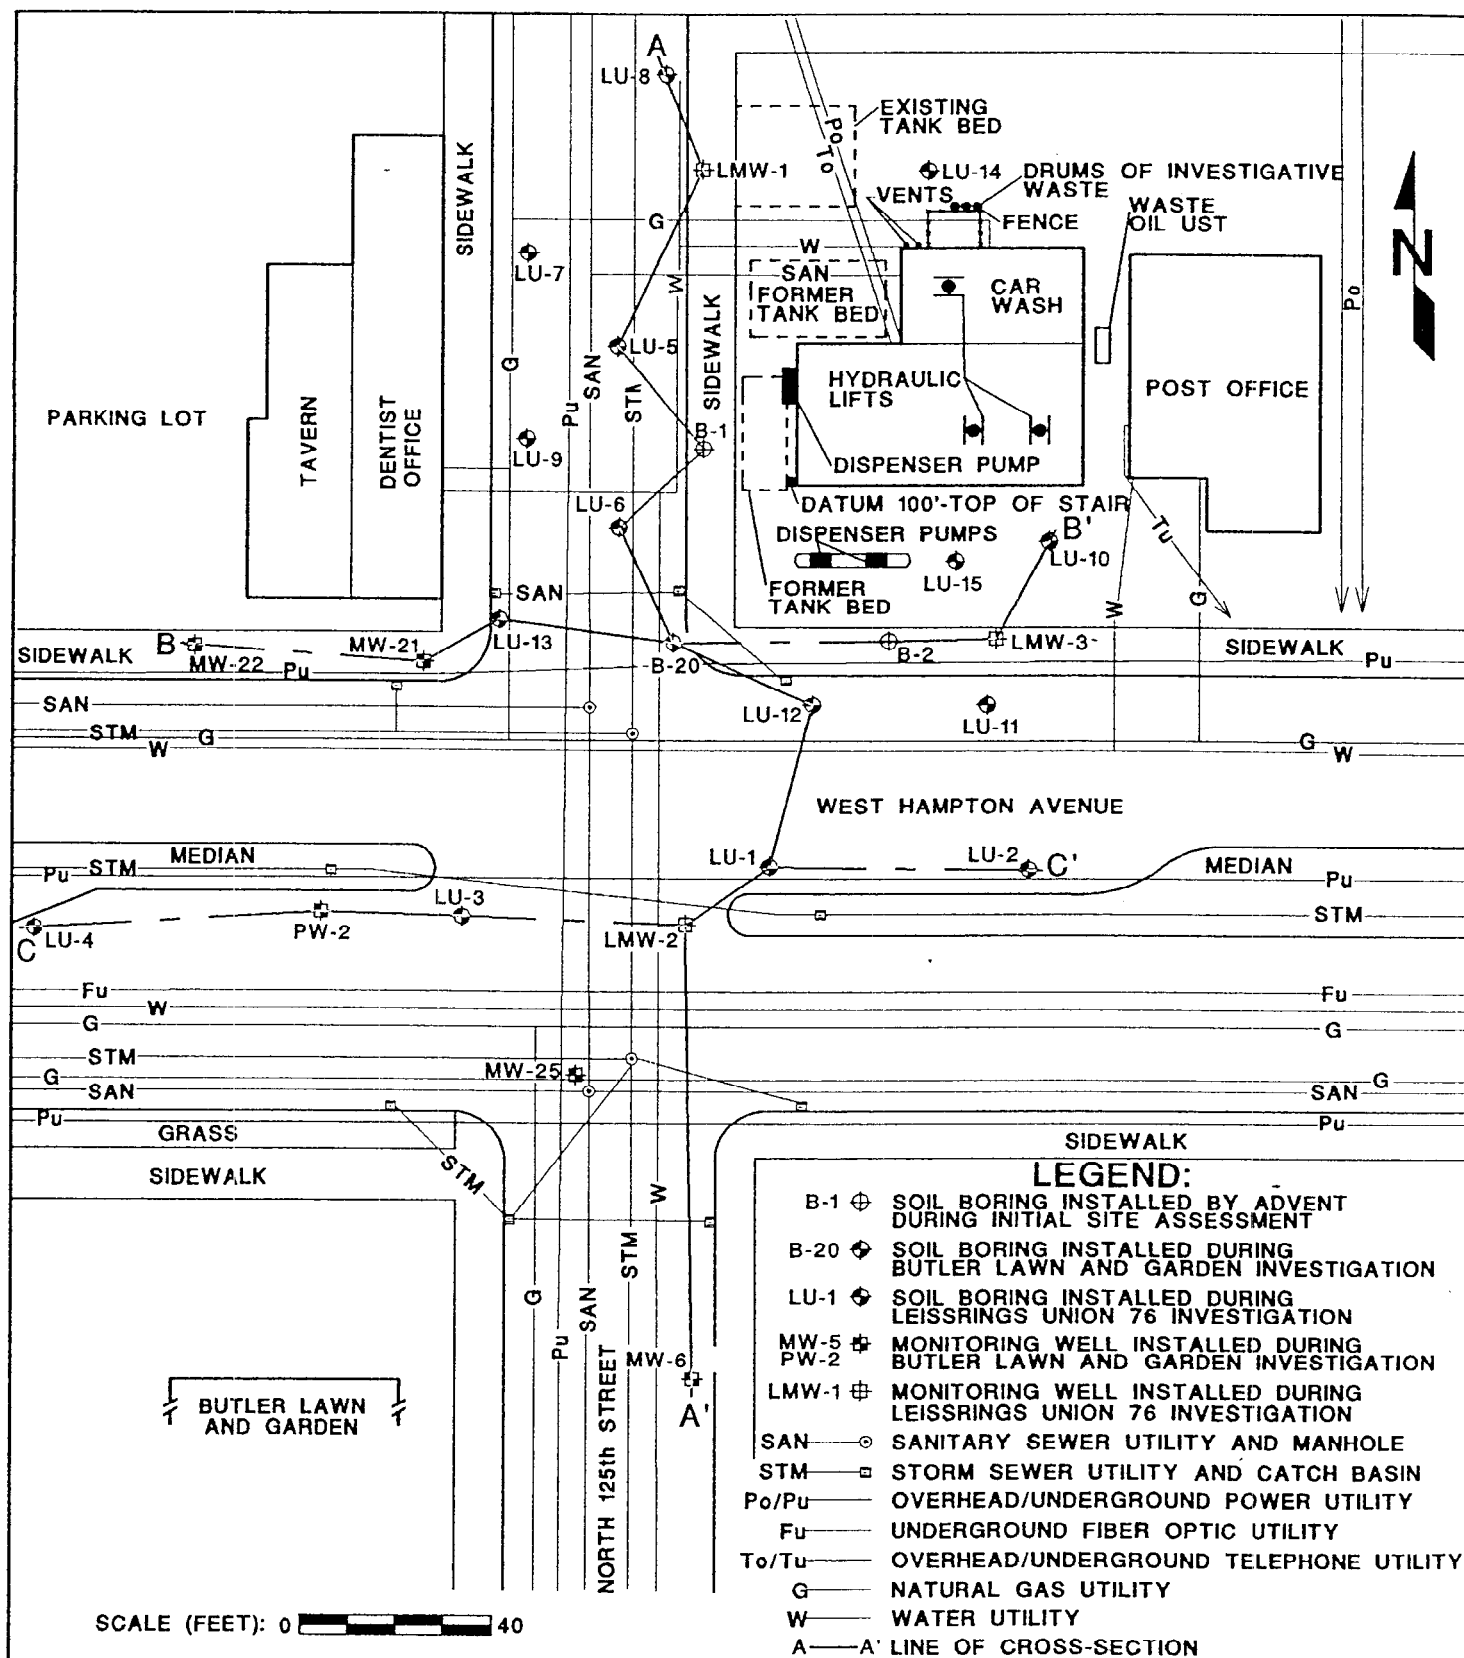 A
LU-8
EXISTING
TANK BED
Po
To
LMW-1
LU-14
DRUMS OF INVESTIGATIVE
WASTE
VENTS
FENCE
WASTE
OIL UST
N
SIDEWALK
G
W
LU-7
SAN
FORMER
TANK BED
CAR
WASH
W
Po
SIDEWALK
LU-5
G
SAN
STM
Pu
HYDRAULIC
LIFTS
POST OFFICE
PARKING LOT
TAVERN
DENTIST
OFFICE
B-1
LU-9
DISPENSER PUMP
LU-6
DATUM 100'-TOP OF STAIR
DISPENSER PUMPS
B'
LU-10
Tu
LU-15
SAN
FORMER
TANK BED
W
G
B
MW-22
MW-21
LU-13
B-20
B-2
LMW-3
SIDEWALK
SIDEWALK
Pu
Pu
SAN
LU-12
LU-11
STM
G
W
G
W
WEST HAMPTON AVENUE
MEDIAN
LU-1
LU-2
C'
MEDIAN
Pu
STM
Pu
LU-3
STM
C
LU-4
PW-2
LMW-2
Fu
Fu
W
G
G
STM
MW-25
G
G
SAN
SAN
Pu
Pu
GRASS
SIDEWALK
SIDEWALK
STM
W
STM
G
SAN
Pu
MW-6
A'
NORTH 125th STREET
BUTLER LAWN
AND GARDEN
SCALE (FEET): 0 40
LEGEND:
B-1 SOIL BORING INSTALLED BY ADVENT
DURING INITIAL SITE ASSESSMENT
B-20 SOIL BORING INSTALLED DURING
BUTLER LAWN AND GARDEN INVESTIGATION
LU-1 SOIL BORING INSTALLED DURING
LEISSRINGS UNION 76 INVESTIGATION
MW-5 MONITORING WELL INSTALLED DURING
PW-2 BUTLER LAWN AND GARDEN INVESTIGATION
LMW-1 MONITORING WELL INSTALLED DURING
LEISSRINGS UNION 76 INVESTIGATION
SAN SANITARY SEWER UTILITY AND MANHOLE
STM STORM SEWER UTILITY AND CATCH BASIN
Po/Pu OVERHEAD/UNDERGROUND POWER UTILITY
Fu UNDERGROUND FIBER OPTIC UTILITY
To/Tu OVERHEAD/UNDERGROUND TELEPHONE UTILITY
G NATURAL GAS UTILITY
W WATER UTILITY
A A' LINE OF CROSS-SECTION